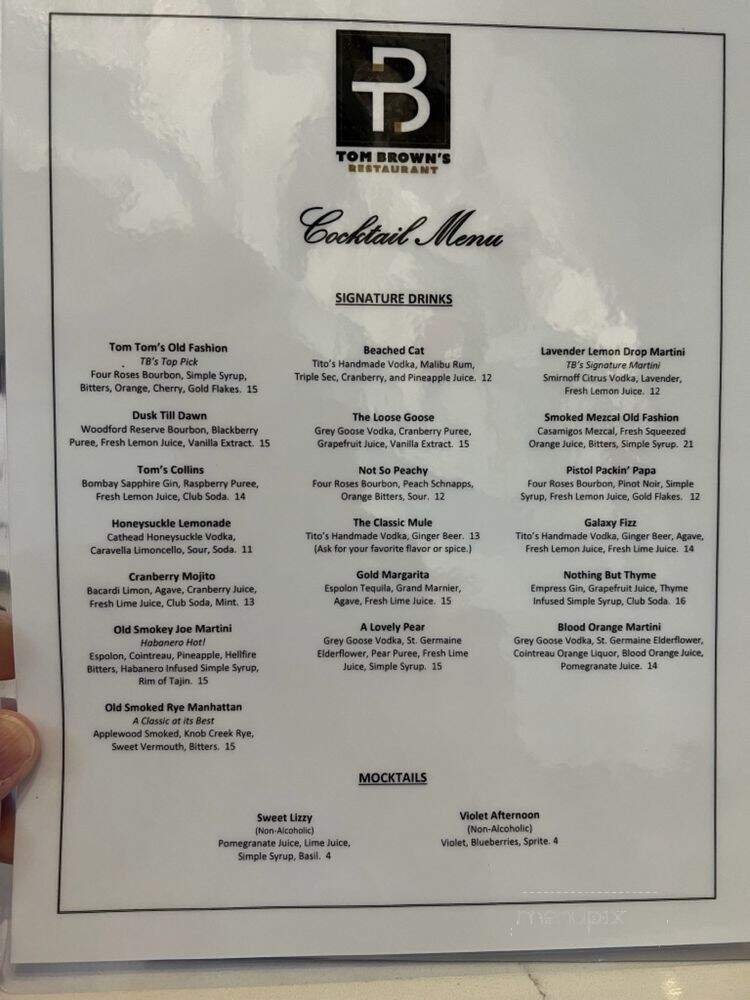 TB
TOM BROWN'S
RESTAURANT
Cocktail Menu
SIGNATURE DRINKS
Tom Tom's Old Fashion
TB's Top Pick
Four Roses Bourbon, Simple Syrup,
Bitters, Orange, Cherry, Gold Flakes. 15
Dusk Till Dawn
Woodford Reserve Bourbon, Blackberry
Puree, Fresh Lemon Juice, Vanilla Extract. 15
Tom's Collins
Bombay Sapphire Gin, Raspberry Puree,
Fresh Lemon Juice, Club Soda. 14
Honeysuckle Lemonade
Cathead Honeysuckle Vodka,
Caravella Limoncello, Sour, Soda. 11
Cranberry Mojito
Bacardi Limon, Agave, Cranberry Juice,
Fresh Lime Juice, Club Soda, Mint. 13
Old Smokey Joe Martini
Habanero Hot!
Espolon, Cointreau, Pineapple, Hellfire
Bitters, Habanero Infused Simple Syrup,
Rim of Tajin. 15
Old Smoked Rye Manhattan
A Classic at its Best
Applewood Smoked, Knob Creek Rye,
Sweet Vermouth, Bitters. 15
Beached Cat
Tito's Handmade Vodka, Malibu Rum,
Triple Sec, Cranberry, and Pineapple Juice. 12
The Loose Goose
Grey Goose Vodka, Cranberry Puree,
Grapefruit Juice, Vanilla Extract. 15
Not So Peachy
Four Roses Bourbon, Peach Schnapps,
Orange Bitters, Sour. 12
The Classic Mule
Tito's Handmade Vodka, Ginger Beer. 13
(Ask for your favorite flavor or spice.)
Gold Margarita
Espolon Tequila, Grand Marnier,
Agave, Fresh Lime Juice. 15
A Lovely Pear
Grey Goose Vodka, St. Germaine
Elderflower, Pear Puree, Fresh Lime
Juice, Simple Syrup. 15
Lavender Lemon Drop Martini
TB's Signature Martini
Smirnoff Citrus Vodka, Lavender,
Fresh Lemon Juice. 12
Smoked Mezcal Old Fashion
Casamigos Mezcal, Fresh Squeezed
Orange Juice, Bitters, Simple Syrup. 21
Pistol Packin' Papa
Four Roses Bourbon, Pinot Noir, Simple
Syrup, Fresh Lemon Juice, Gold Flakes. 12
Galaxy Fizz
Tito's Handmade Vodka, Ginger Beer, Agave,
Fresh Lemon Juice, Fresh Lime Juice. 14
Nothing But Thyme
Empress Gin, Grapefruit Juice, Thyme
Infused Simple Syrup, Club Soda. 16
Blood Orange Martini
Grey Goose Vodka, St. Germaine Elderflower,
Cointreau Orange Liquor, Blood Orange Juice,
Pomegranate Juice. 14
MOCKTAILS
Sweet Lizzy
(Non-Alcoholic)
Pomegranate Juice, Lime Juice,
Simple Syrup, Basil. 4
Violet Afternoon
(Non-Alcoholic)
Violet, Blueberries, Sprite. 4
menupix